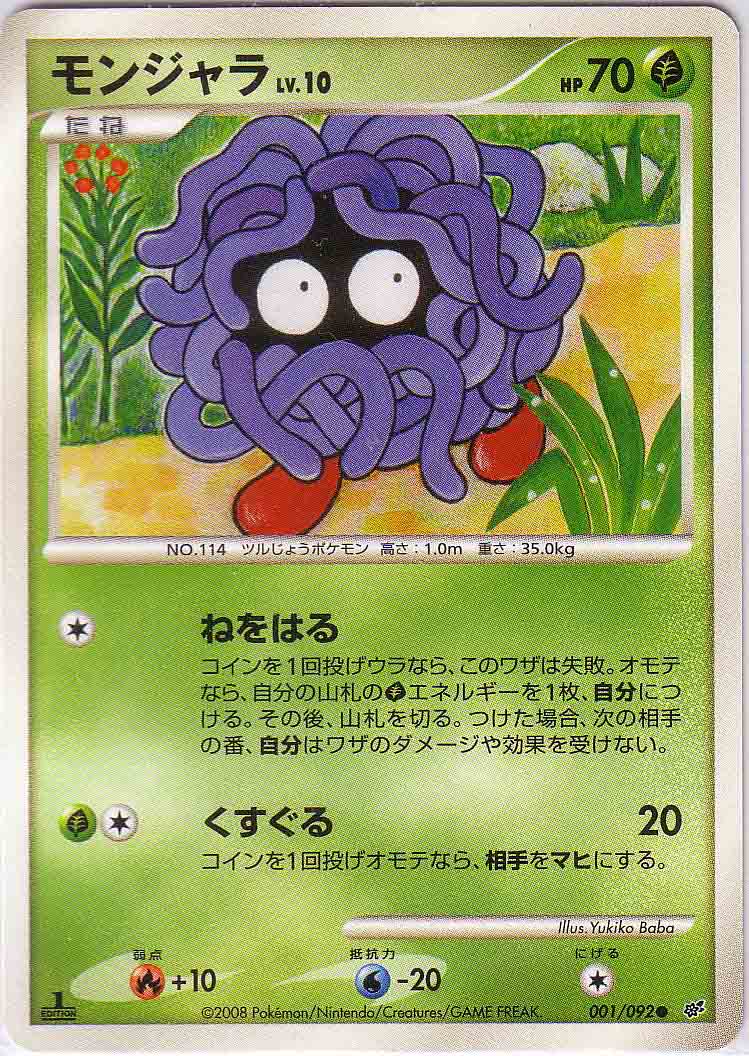 モンジャラ LV.10 HP70
たね
NO.114 ツルじょうポケモン 高さ:1.0m 重さ:35.0kg
ねをはる
コインを1回投げウラなら、このワザは失敗。オモテ
なら、自分の山札のエネルギーを1枚、自分につ
ける。その後、山札を切る。つけた場合、次の相手
の番、自分はワザのダメージや効果を受けない。
くすぐる 20
コインを1回投げオモテなら、相手をマヒにする。
Illus. Yukiko Baba
弱点 抵抗力 にげる
+10 -20
1 EDITION
©2008 Pokémon/Nintendo/Creatures/GAME FREAK. 001/092